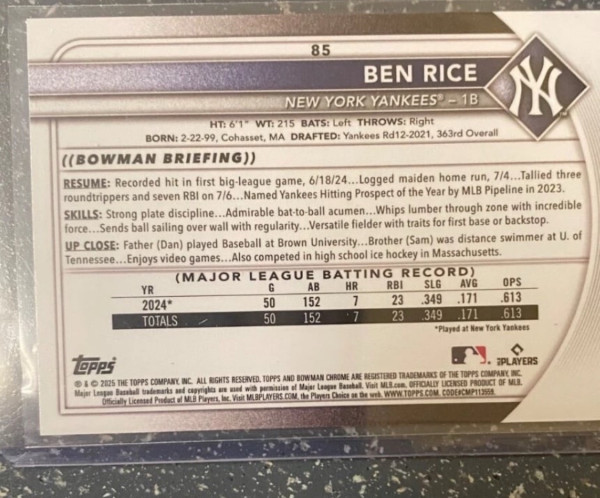 85
BEN RICE
NEW YORK YANKEES® – 1B
NY
HT: 6'1" WT: 215 BATS: Left THROWS: Right
BORN: 2-22-99, Cohasset, MA DRAFTED: Yankees Rd12-2021, 363rd Overall
((BOWMAN BRIEFING))
RESUME: Recorded hit in first big-league game, 6/18/24...Logged maiden home run, 7/4...Tallied three
roundtrippers and seven RBI on 7/6...Named Yankees Hitting Prospect of the Year by MLB Pipeline in 2023.
SKILLS: Strong plate discipline...Admirable bat-to-ball acumen...Whips lumber through zone with incredible
force...Sends ball sailing over wall with regularity...Versatile fielder with traits for first base or backstop.
UP CLOSE: Father (Dan) played Baseball at Brown University...Brother (Sam) was distance swimmer at U. of
Tennessee...Enjoys video games...Also competed in high school ice hockey in Massachusetts.
(MAJOR LEAGUE BATTING RECORD)
YR G AB HR RBI SLG AVG OPS
2024* 50 152 7 23 .349 .171 .613
TOTALS 50 152 7 23 .349 .171 .613
*Played at New York Yankees
topps
PLAYERS
® & © 2025 THE TOPPS COMPANY, INC. ALL RIGHTS RESERVED. TOPPS AND BOWMAN CHROME ARE REGISTERED TRADEMARKS OF THE TOPPS COMPANY, INC.
Major League Baseball trademarks and copyrights are used with permission of Major League Baseball. Visit MLB.com. OFFICIALLY LICENSED PRODUCT OF MLB.
Officially Licensed Product of MLB Players, Inc. Visit MLBPLAYERS.COM, the Players Choice on the web. WWW.TOPPS.COM. CODE#CMP113559.